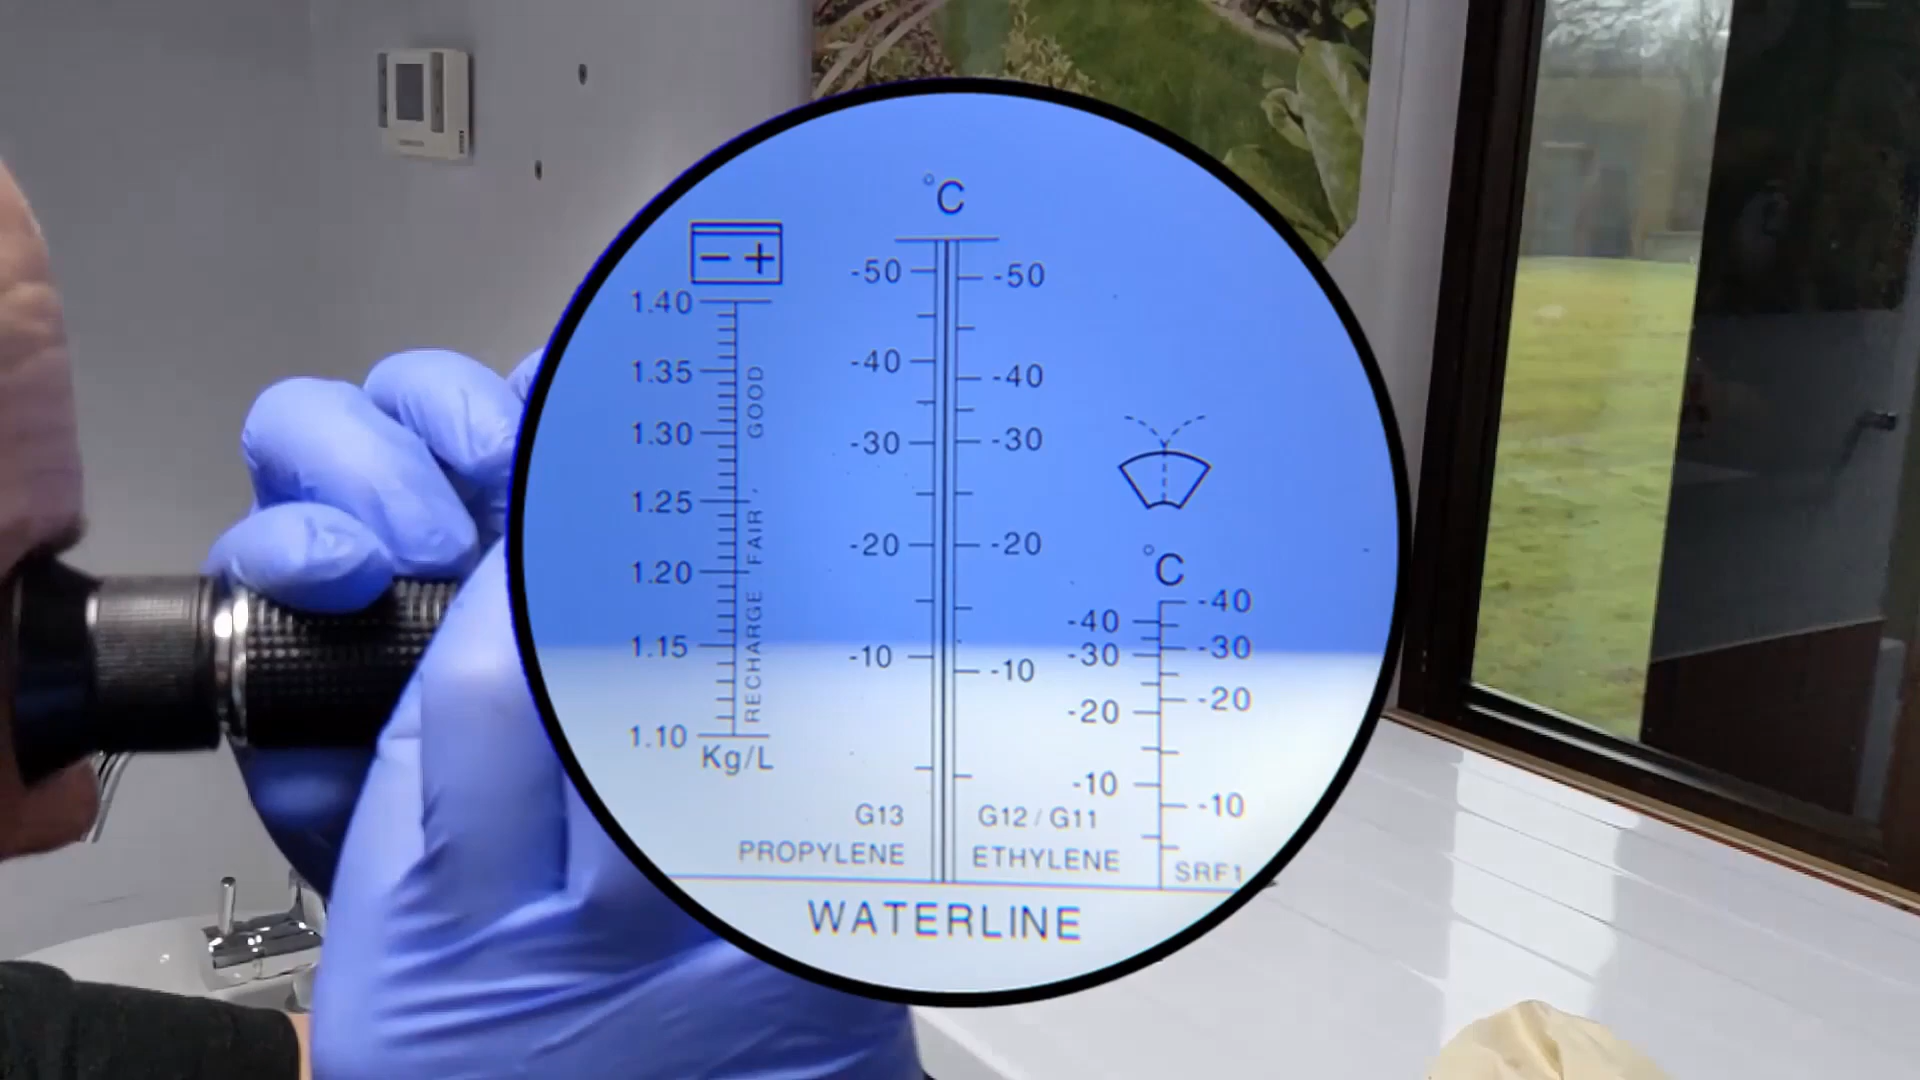 °C
− +
1.40
1.35
1.30
1.25
1.20
1.15
1.10
Kg/L
RECHARGE FAIR, GOOD
-50
-40
-30
-20
-10
-50
-40
-30
-20
-10
G13
PROPYLENE
G12 / G11
ETHYLENE
°C
-40
-30
-20
-10
-40
-30
-20
-10
SRF1
WATERLINE